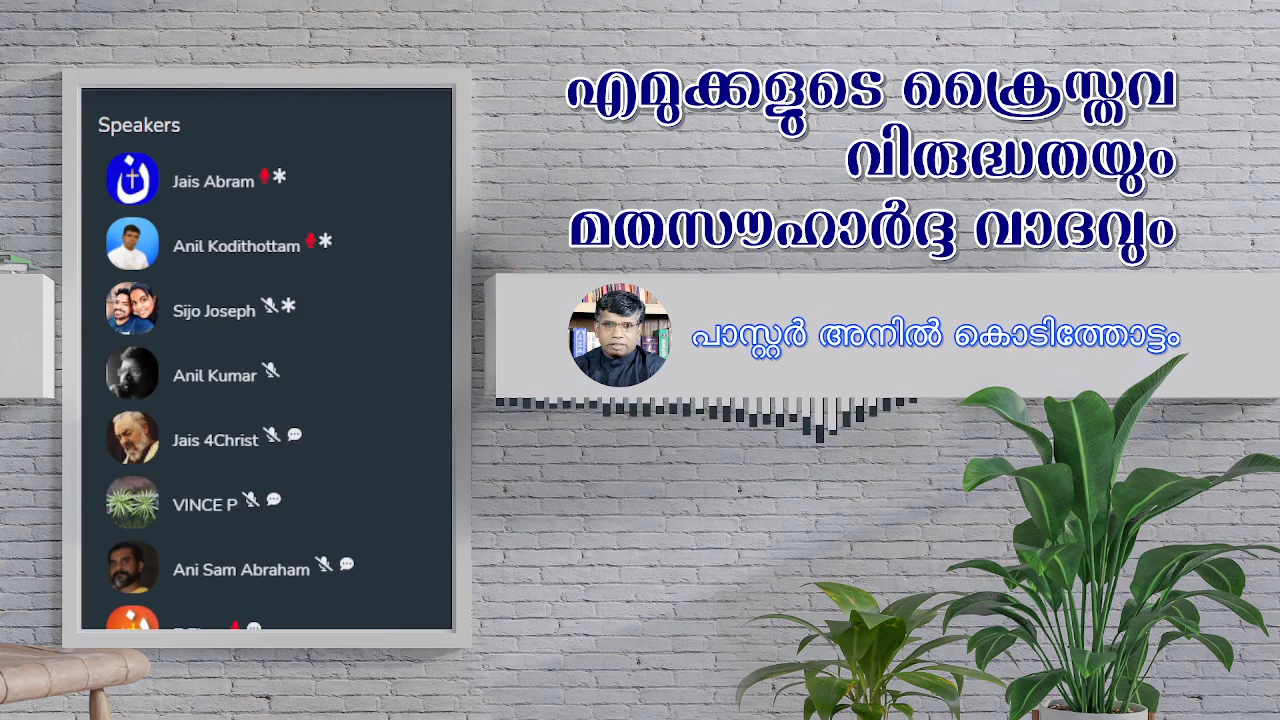 Speakers
Jais Abram
Anil Kodithottam
Sijo Joseph
Anil Kumar
Jais 4Christ
VINCE P
Ani Sam Abraham
എമുക്കളുടെ ക്രൈസ്തവ
വിരുദ്ധതയും
മതസൗഹാർദ്ദ വാദവും
പാസ്റ്റർ അനിൽ കൊടിത്തോട്ടം